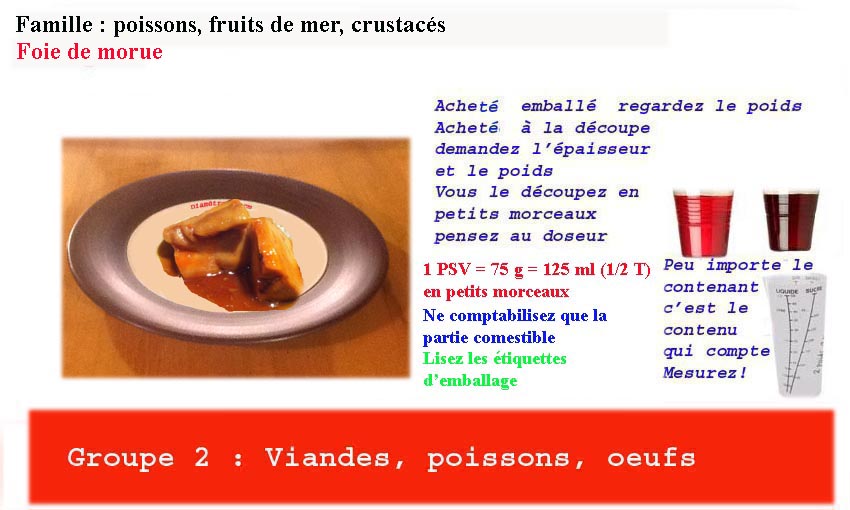 Famille : poissons, fruits de mer, crustacés
Foie de morue
Acheté emballé regardez le poids
Acheté à la découpe
demandez l'épaisseur
et le poids
Vous le découpez en
petits morceaux
pensez au doseur
1 PSV = 75 g = 125 ml (1/2 T)
en petits morceaux
Ne comptabilisez que la
partie comestible
Lisez les étiquettes
d'emballage
Peu importe le
contenant
c'est le
contenu
qui compte
Mesurez!
LIQUIDE SUCRE
Groupe 2 : Viandes, poissons, oeufs